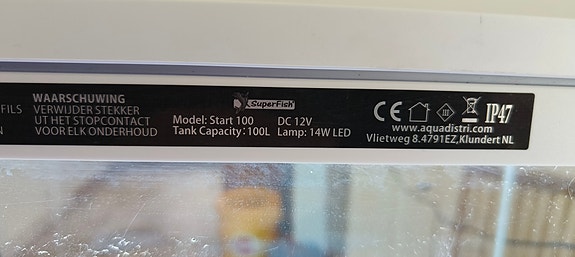 FILS
N
WAARSCHUWING
VERWIJDER STEKKER
UT HET STOPCONTACT
VOOR ELK ONDERHOUD
SuperFish
Model: Start 100 DC 12V
Tank Capacity: 100L Lamp: 14W LED
CE IP47
www.aquadistri.com
Vlietweg 8.4791EZ,Klundert NL